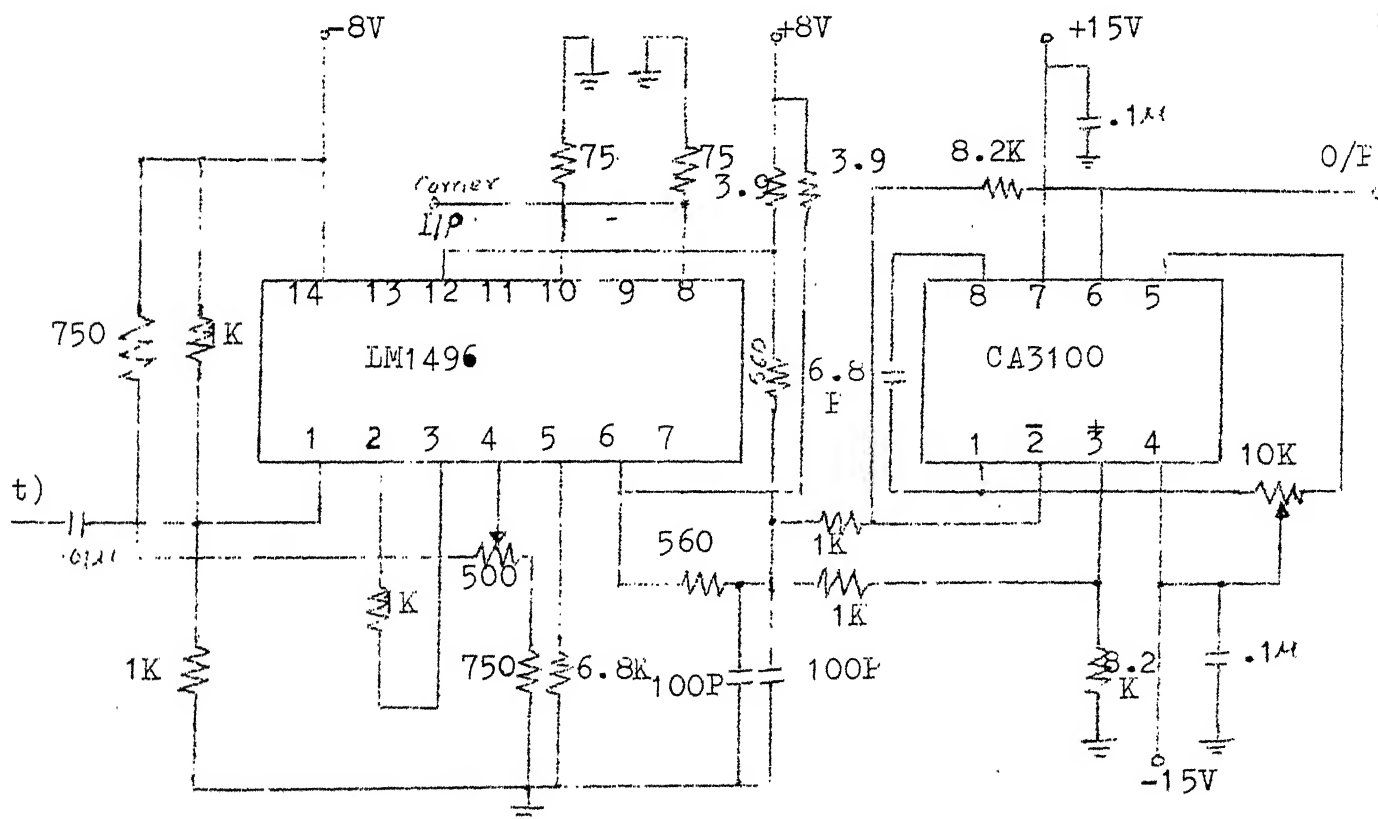 -8V
+8V
+15V
.1μ
75
75
3.9
3.9
8.2K
O/P
Carrier
I/P
14 13 12 11 10 9 8
8 7 6 5
750
1K
LM1496
560
6.8
P
CA3100
1 2 3 4 5 6 7
1 2 3 4
- +
10K
t)
.01μ
500
560
1K
1K
1K
1K
750
6.8K
100P
100P
8.2
K
.1μ
-15V